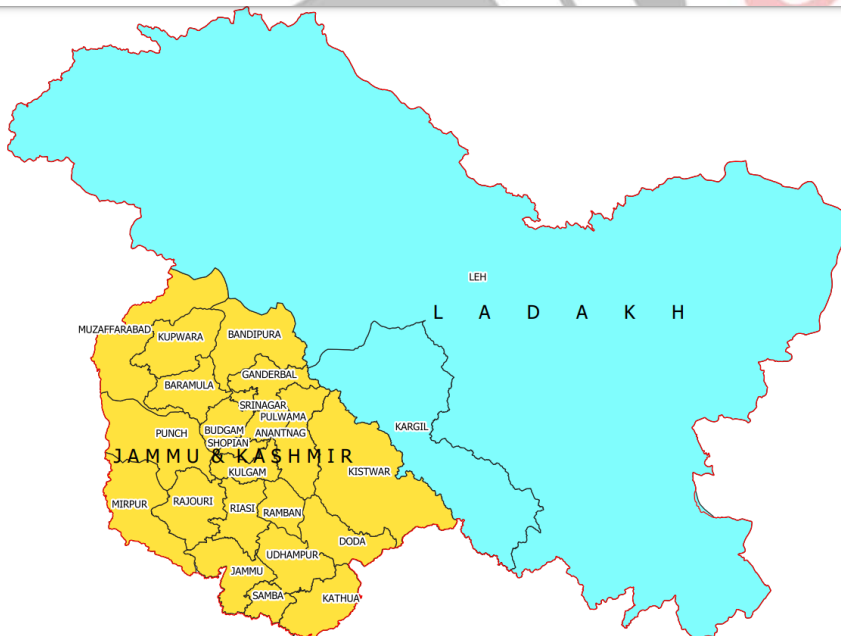 LEH
L A D A K H
MUZAFFARABAD
KUPWARA
BANDIPURA
GANDERBAL
BARAMULA
SRINAGAR
PULWAMA
KARGIL
BUDGAM
ANANTNAG
PUNCH
SHOPIAN
JAMMU & KASHMIR
KULGAM
KISTWAR
MIRPUR
RAJOURI
RIASI
RAMBAN
DODA
UDHAMPUR
JAMMU
SAMBA
KATHUA